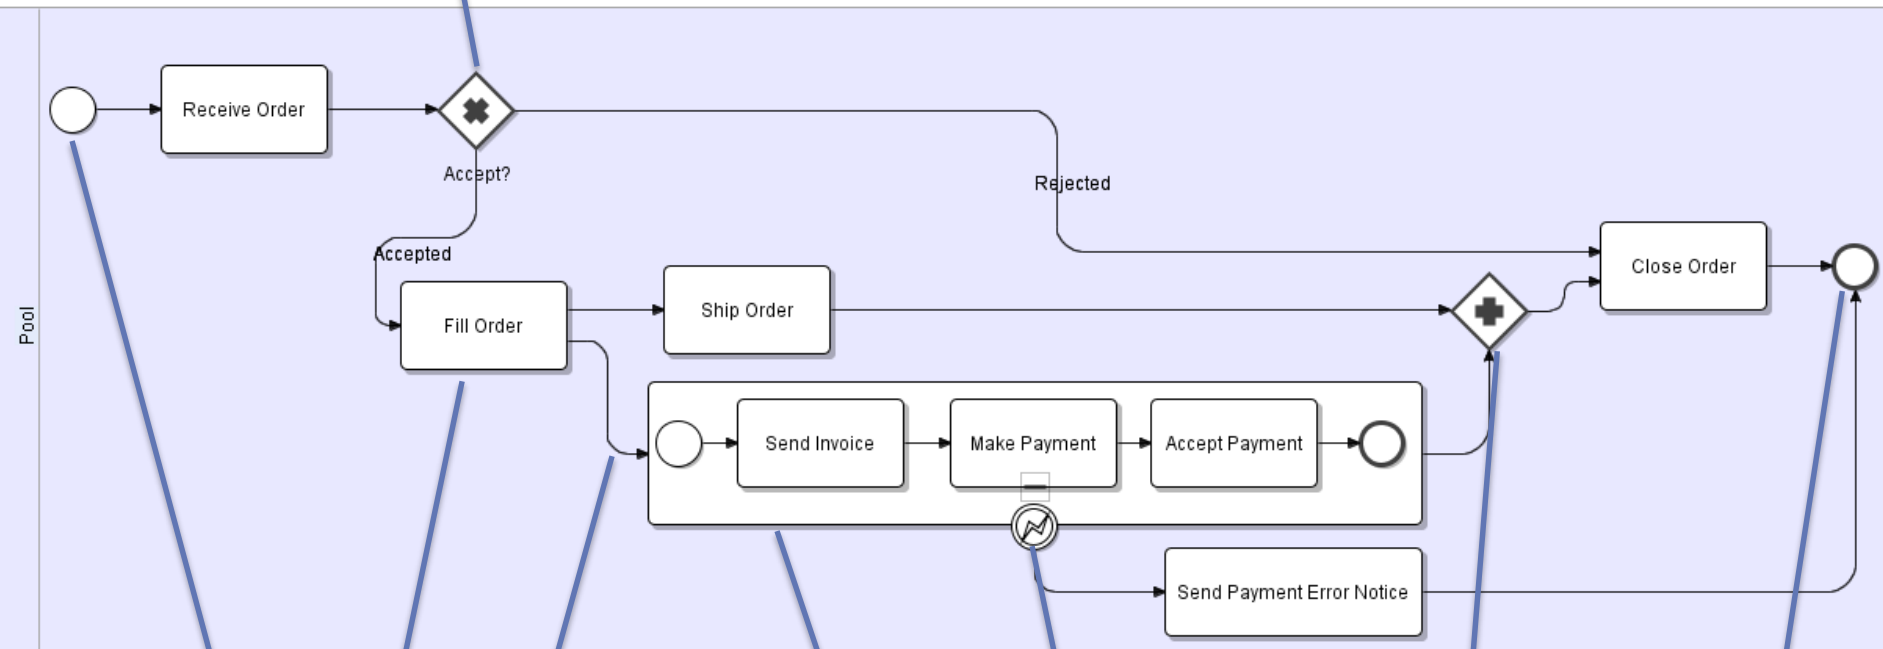 Receive Order
Accept?
Rejected
Accepted
Close Order
Ship Order
Fill Order
Pool
Send Invoice
Make Payment
Accept Payment
Send Payment Error Notice